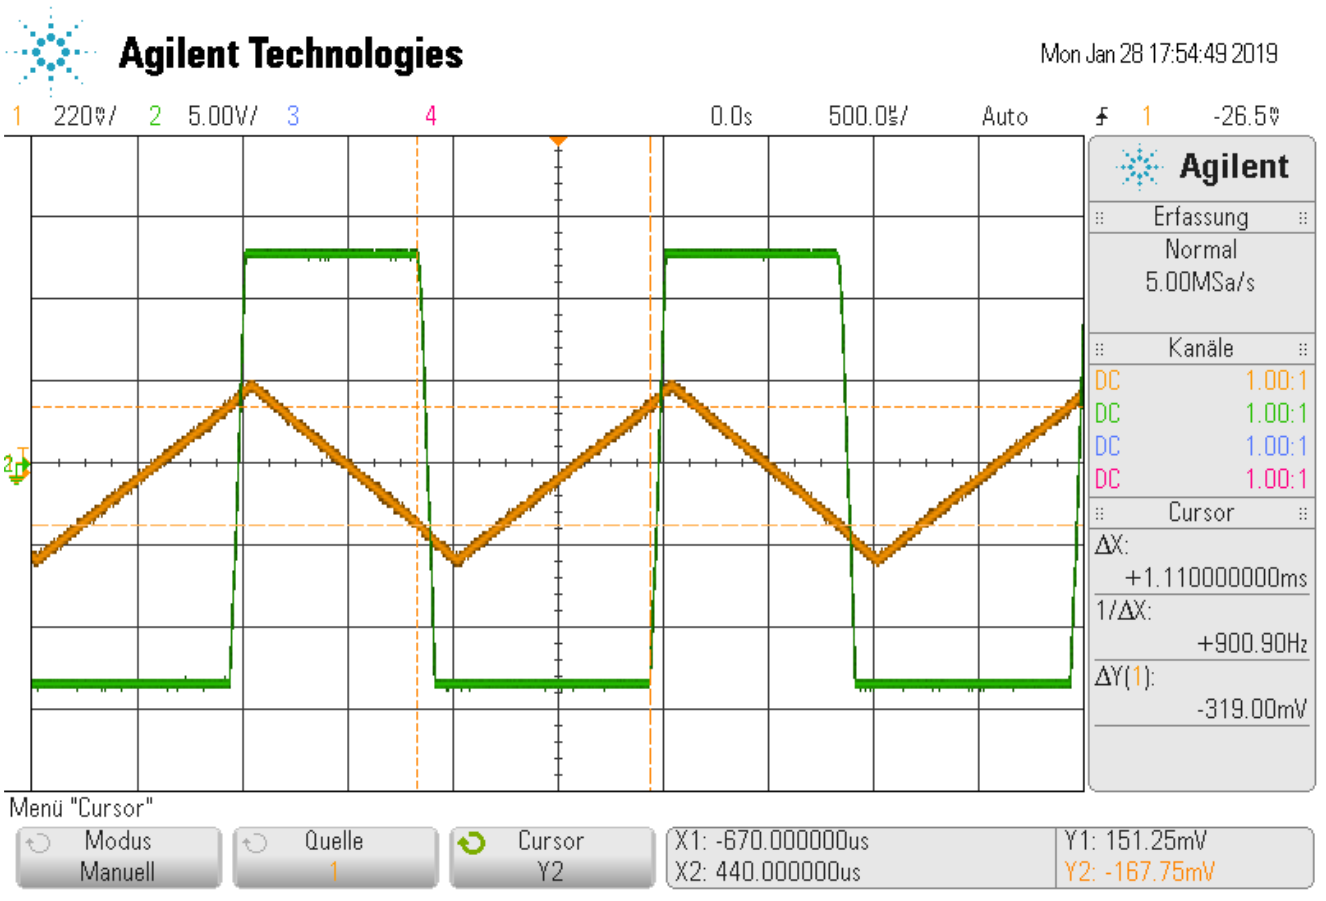 Agilent Technologies
Mon Jan 28 17:54:49 2019
1 220mV/ 2 5.00V/ 3 4 0.0s 500.0us/ Auto 1 -26.5mV
Agilent
Erfassung
Normal
5.00MSa/s
Kanäle
DC 1.00:1
DC 1.00:1
DC 1.00:1
DC 1.00:1
Cursor
ΔX:
+1.110000000ms
1/ΔX:
+900.90Hz
ΔY(1):
-319.00mV
Menü "Cursor"
Modus
Manuell
Quelle
1
Cursor
Y2
X1: -670.000000us
X2: 440.000000us
Y1: 151.25mV
Y2: -167.75mV